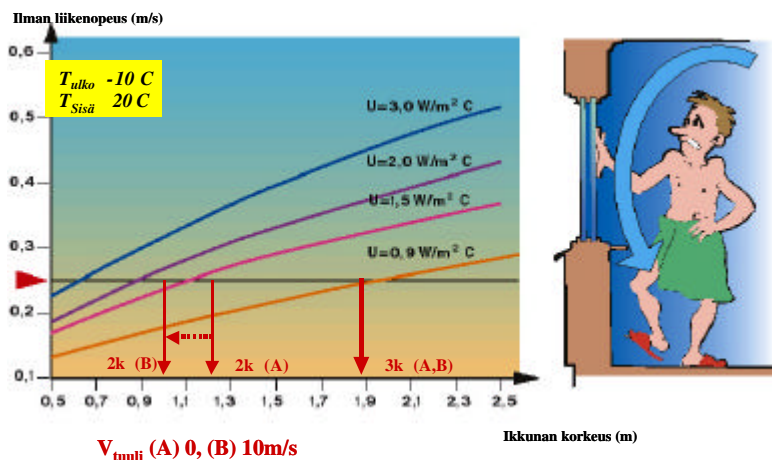 Ilman liikenopeus (m/s)
0,6
T_ulko -10 C
T_Sisä 20 C
U=3,0 W/m² C
0,5
U=2,0 W/m² C
0,4
U=1,5 W/m² C
0,3
U=0,9 W/m² C
0,2
2k (B) 2k (A) 3k (A,B)
0,1
0,5 0,7 0,9 1,1 1,3 1,5 1,7 1,9 2,1 2,3 2,5
Ikkunan korkeus (m)
V_tuuli (A) 0, (B) 10m/s